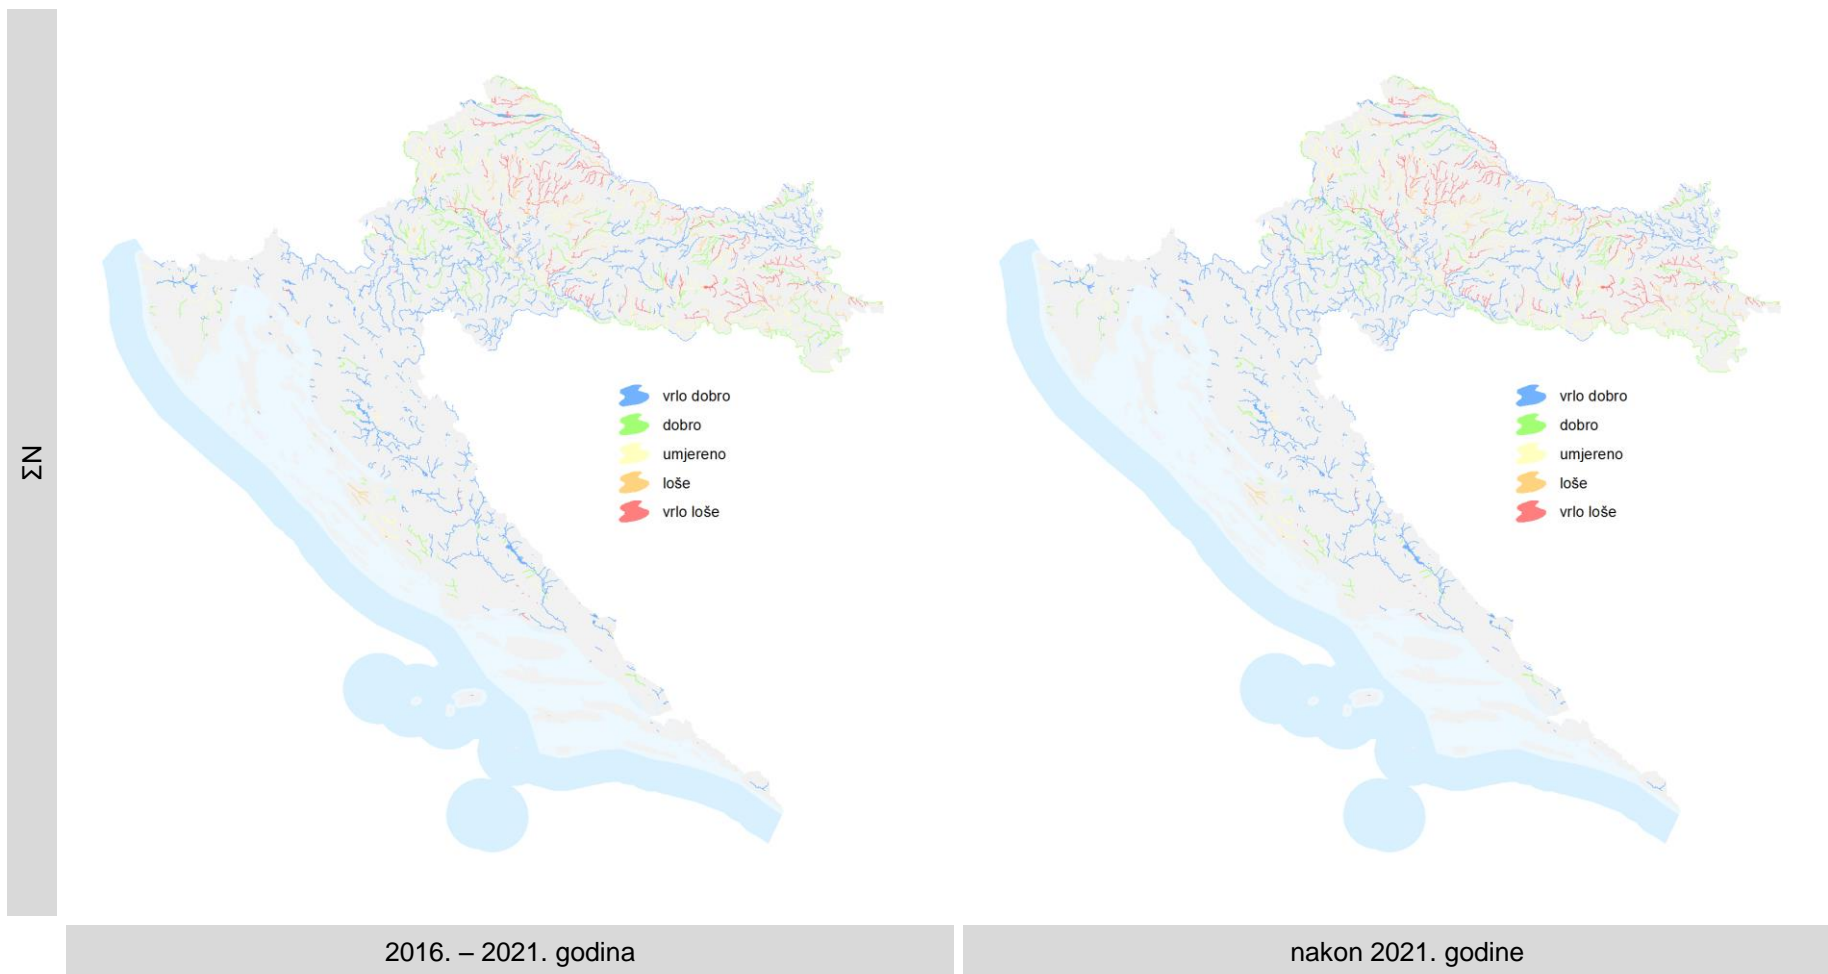 ΣN
vrlo dobro
dobro
umjereno
loše
vrlo loše
vrlo dobro
dobro
umjereno
loše
vrlo loše
2016. – 2021. godina
nakon 2021. godine